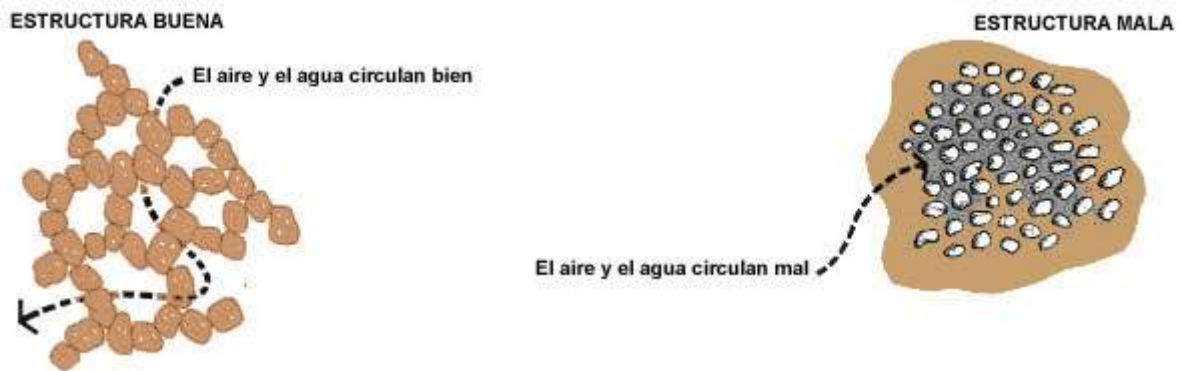 ESTRUCTURA BUENA
ESTRUCTURA MALA
El aire y el agua circulan bien
El aire y el agua circulan mal